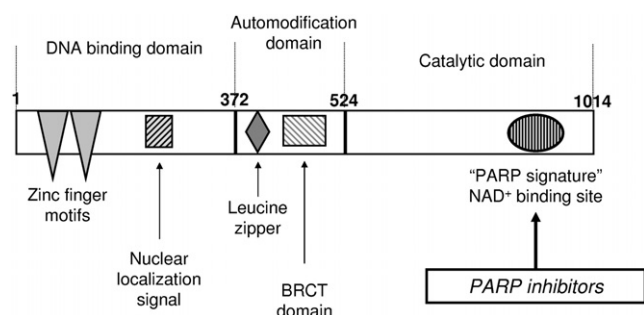 DNA binding domain
Automodification
domain
Catalytic domain
1
372
524
1014
Zinc finger
motifs
Nuclear
localization
signal
Leucine
zipper
BRCT
domain
“PARP signature”
NAD⁺ binding site
PARP inhibitors